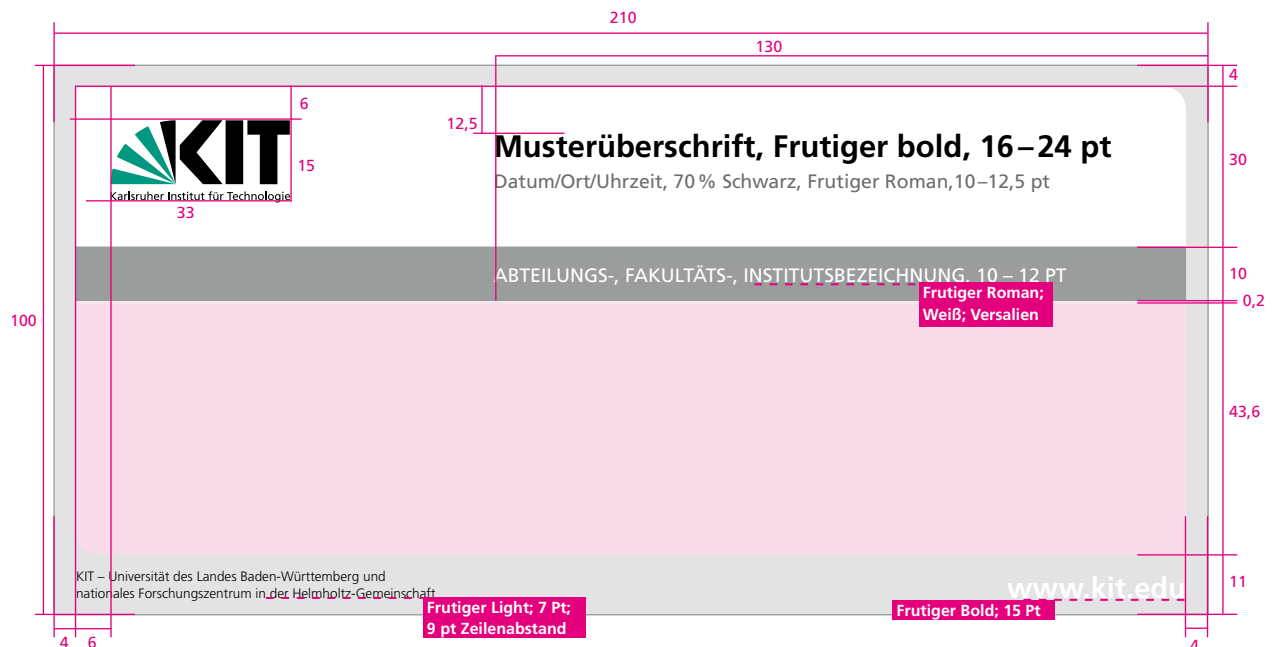 210
130
4
6
12,5
Musterüberschrift, Frutiger bold, 16–24 pt
KIT
15
30
Datum/Ort/Uhrzeit, 70 % Schwarz, Frutiger Roman,10–12,5 pt
Karlsruher Institut für Technologie
33
ABTEILUNGS-, FAKULTÄTS-, INSTITUTSBEZEICHNUNG. 10 – 12 PT
10
Frutiger Roman;
Weiß; Versalien
0,2
100
43,6
KIT – Universität des Landes Baden-Württemberg und
nationales Forschungszentrum in der Helmholtz-Gemeinschaft
www.kit.edu
11
Frutiger Light; 7 Pt;
9 pt Zeilenabstand
Frutiger Bold; 15 Pt
4
6
4